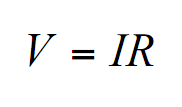 V = IR